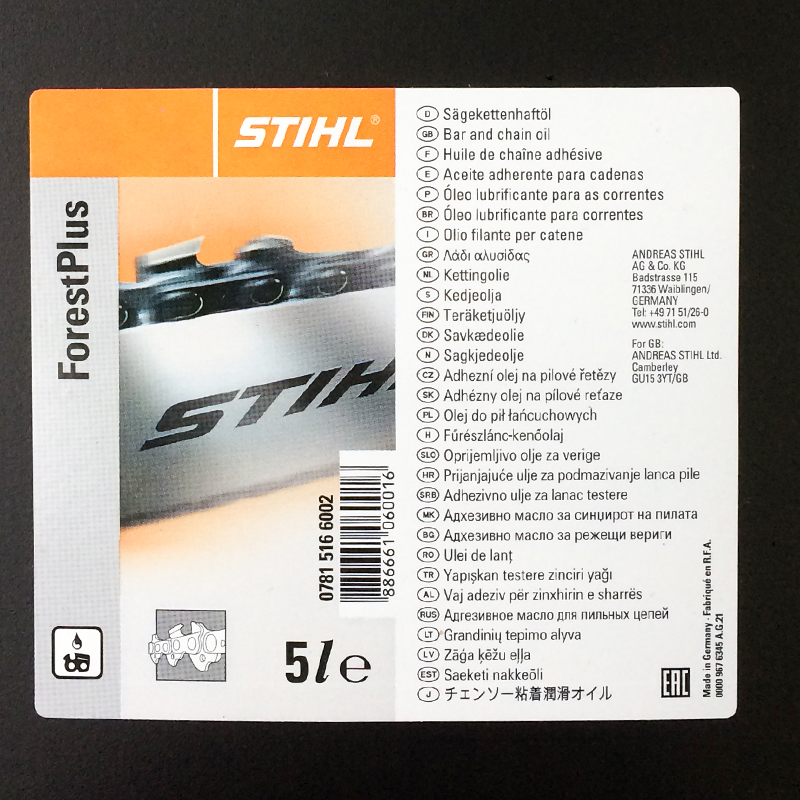 STIHL®
ForestPlus
STIH
0781 516 6002
886661 060016
5 l e
D Sägekettenhaftöl
GB Bar and chain oil
F Huile de chaîne adhésive
E Aceite adherente para cadenas
P Óleo lubrificante para as correntes
BR Óleo lubrificante para correntes
I Olio filante per catene
GR Λάδι αλυσίδας
NL Kettingolie
S Kedjeolja
FIN Teräketjuöljy
DK Savkædeolie
N Sagkjedeolje
CZ Adhezní olej na pilové řetězy
SK Adhézny olej na pílové reťaze
PL Olej do pił łańcuchowych
H Fűrészlánc-kenőolaj
SLO Oprijemljivo olje za verige
HR Prijanjajuće ulje za podmazivanje lanca pile
SRB Adhezivno ulje za lanac testere
MK Адхезивно масло за синџирот на пилата
BG Адхезивно масло за режещи вериги
RO Ulei de lanț
TR Yapışkan testere zinciri yağı
AL Vaj adeziv për zinxhirin e sharrës
RUS Адгезивное масло для пильных цепей
LT Grandinių tepimo alyva
LV Zāģa ķēžu eļļa
EST Saeketi nakkeõli
J チェンソー粘着潤滑オイル
ANDREAS STIHL
AG & Co. KG
Badstrasse 115
71336 Waiblingen/
GERMANY
Tel: +49 71 51/26-0
www.stihl.com
For GB:
ANDREAS STIHL Ltd.
Camberley
GU15 3YT/GB
EAC
Made in Germany · Fabriqué en R.F.A.
0000 967 6345 A.G.21